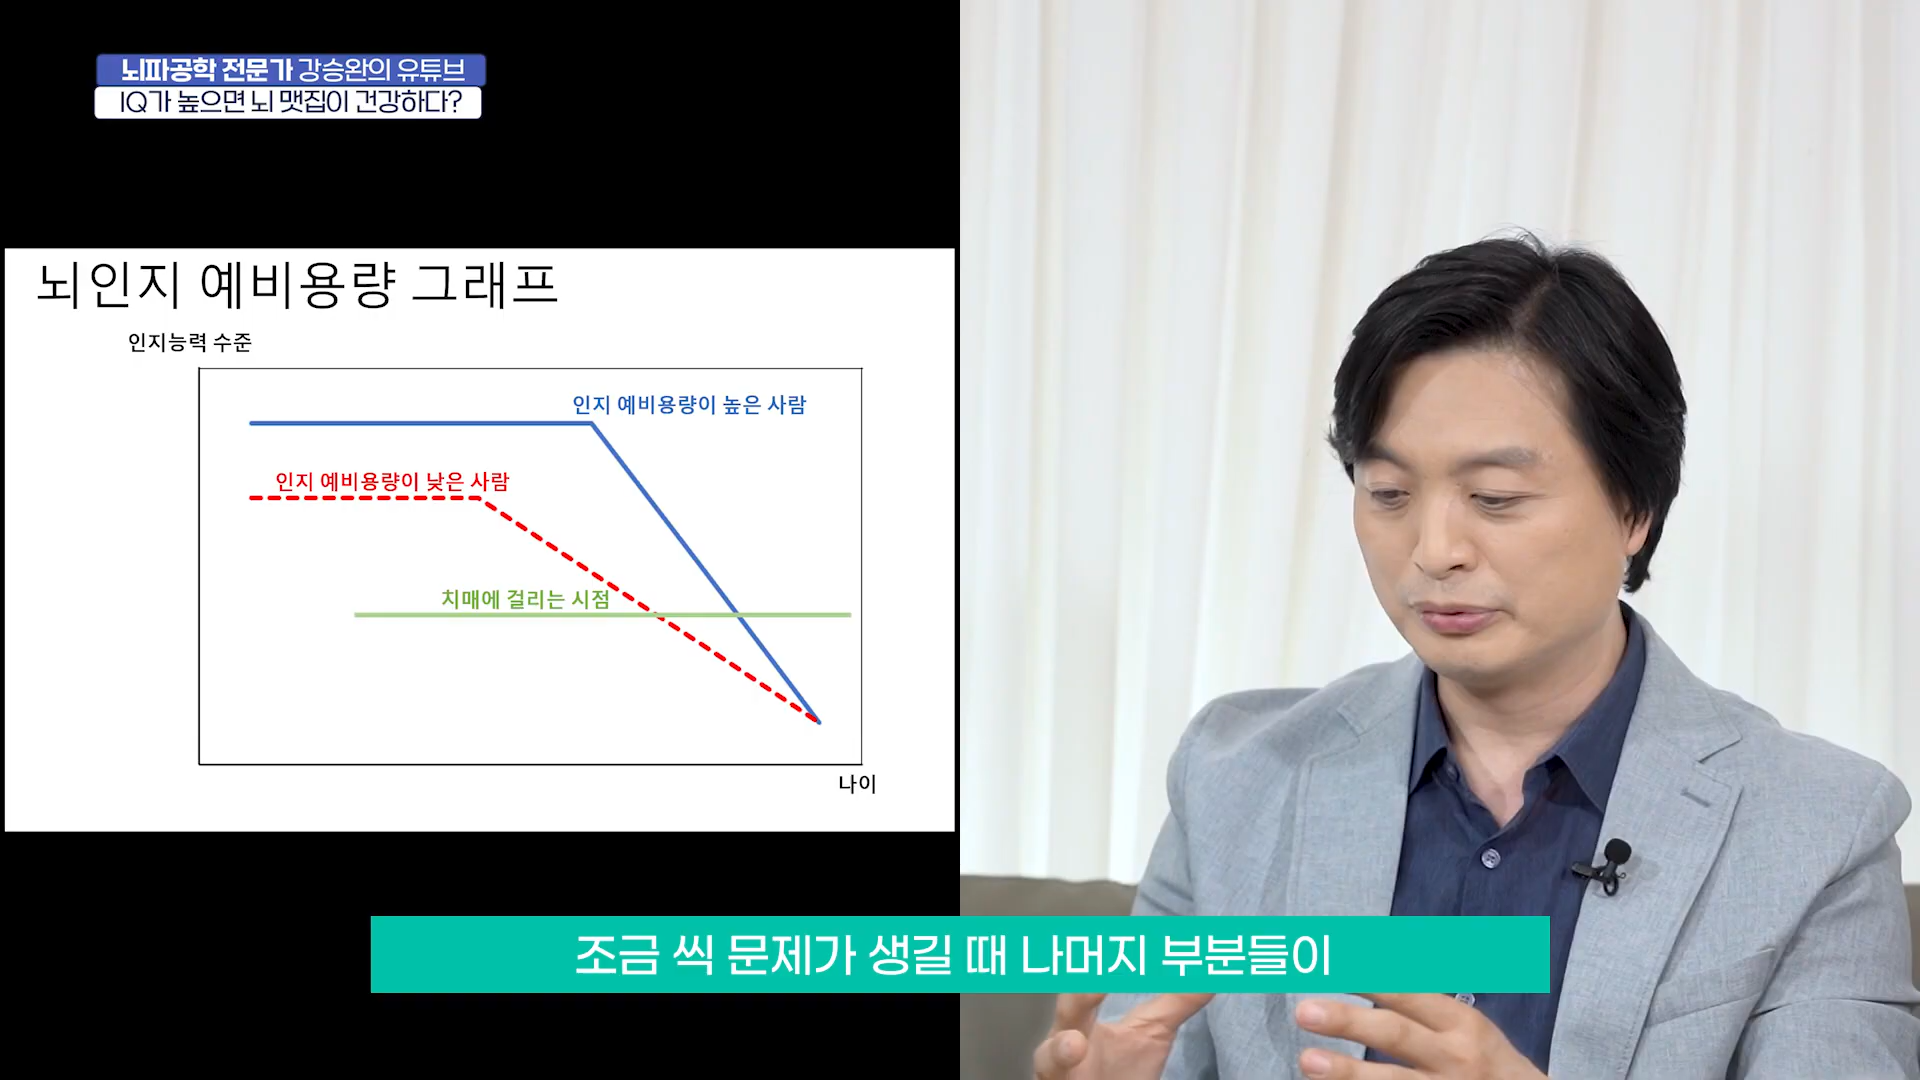 뇌파공학 전문가 강승완의 유튜브
IQ가 높으면 뇌 맷집이 건강하다?
뇌인지 예비용량 그래프
인지능력 수준
인지 예비용량이 높은 사람
인지 예비용량이 낮은 사람
치매에 걸리는 시점
나이
조금 씩 문제가 생길 때 나머지 부분들이